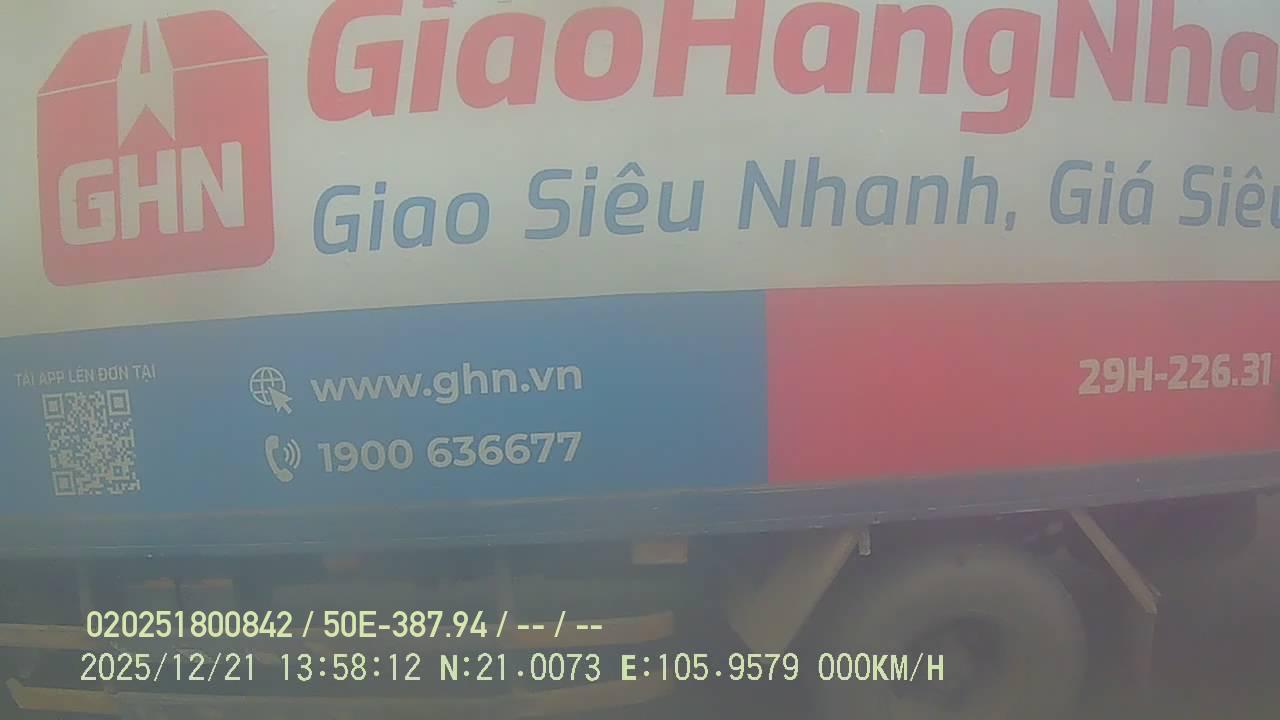 GHN
GiaoHangNha
Giao Siêu Nhanh, Giá Siêu
TẢI APP LÊN ĐƠN TẠI
www.ghn.vn
1900 636677
29H-226.31
020251800842 / 50E-387.94 / -- / --
2025/12/21 13:58:12 N:21.0073 E:105.9579 000KM/H